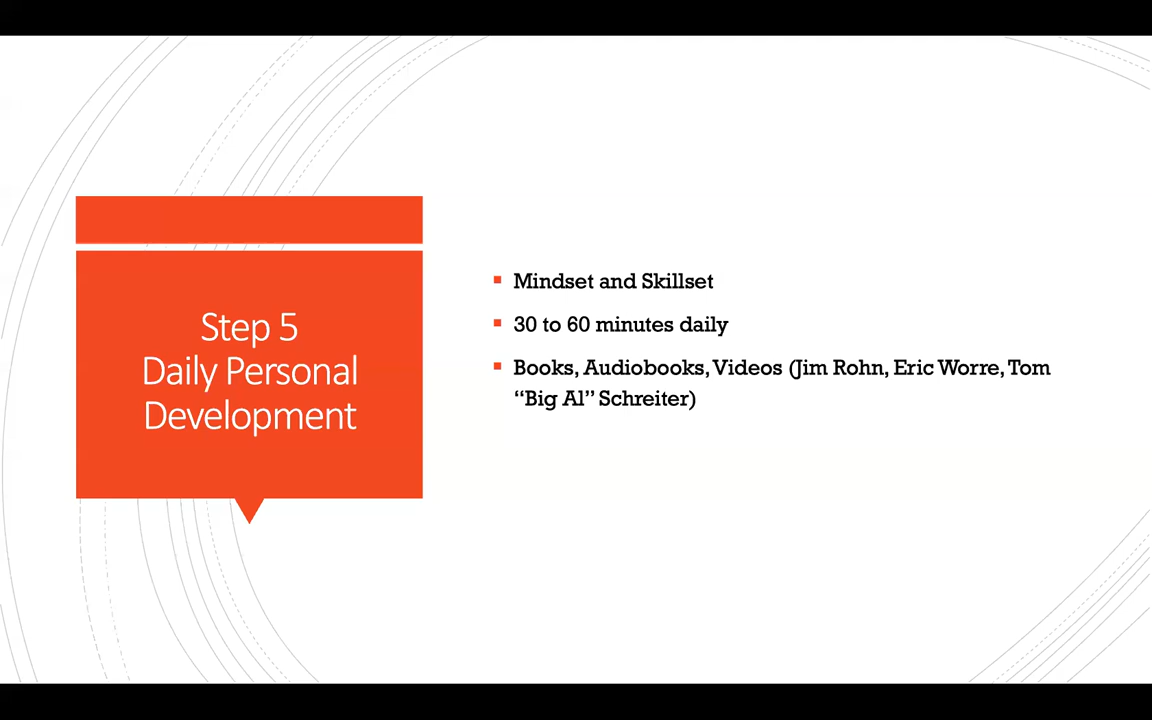 Step 5
Daily Personal
Development
Mindset and Skillset
30 to 60 minutes daily
Books, Audiobooks, Videos (Jim Rohn, Eric Worre, Tom
“Big Al” Schreiter)